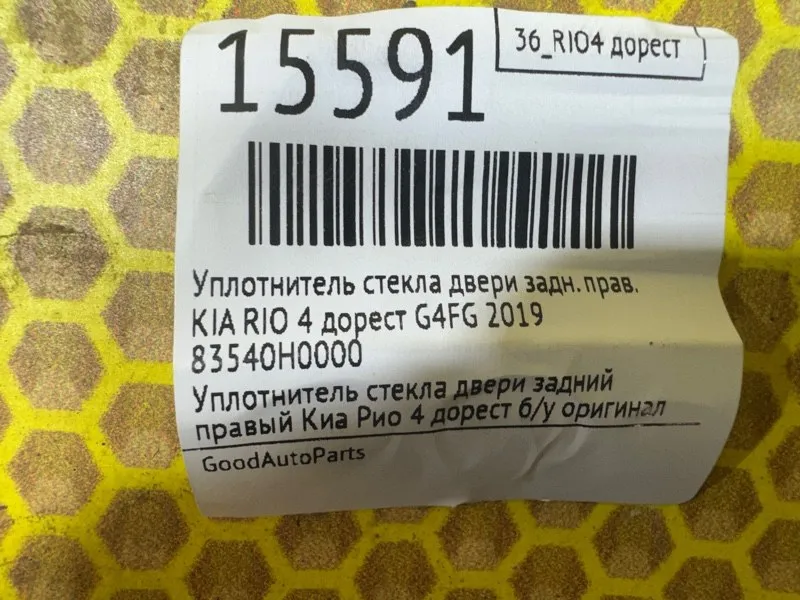 15591
36_RIO4 дорест
Уплотнитель стекла двери задн. прав.
KIA RIO 4 дорест G4FG 2019
83540H0000
Уплотнитель стекла двери задний
правый Киа Рио 4 дорест б/у оригинал
GoodAutoParts